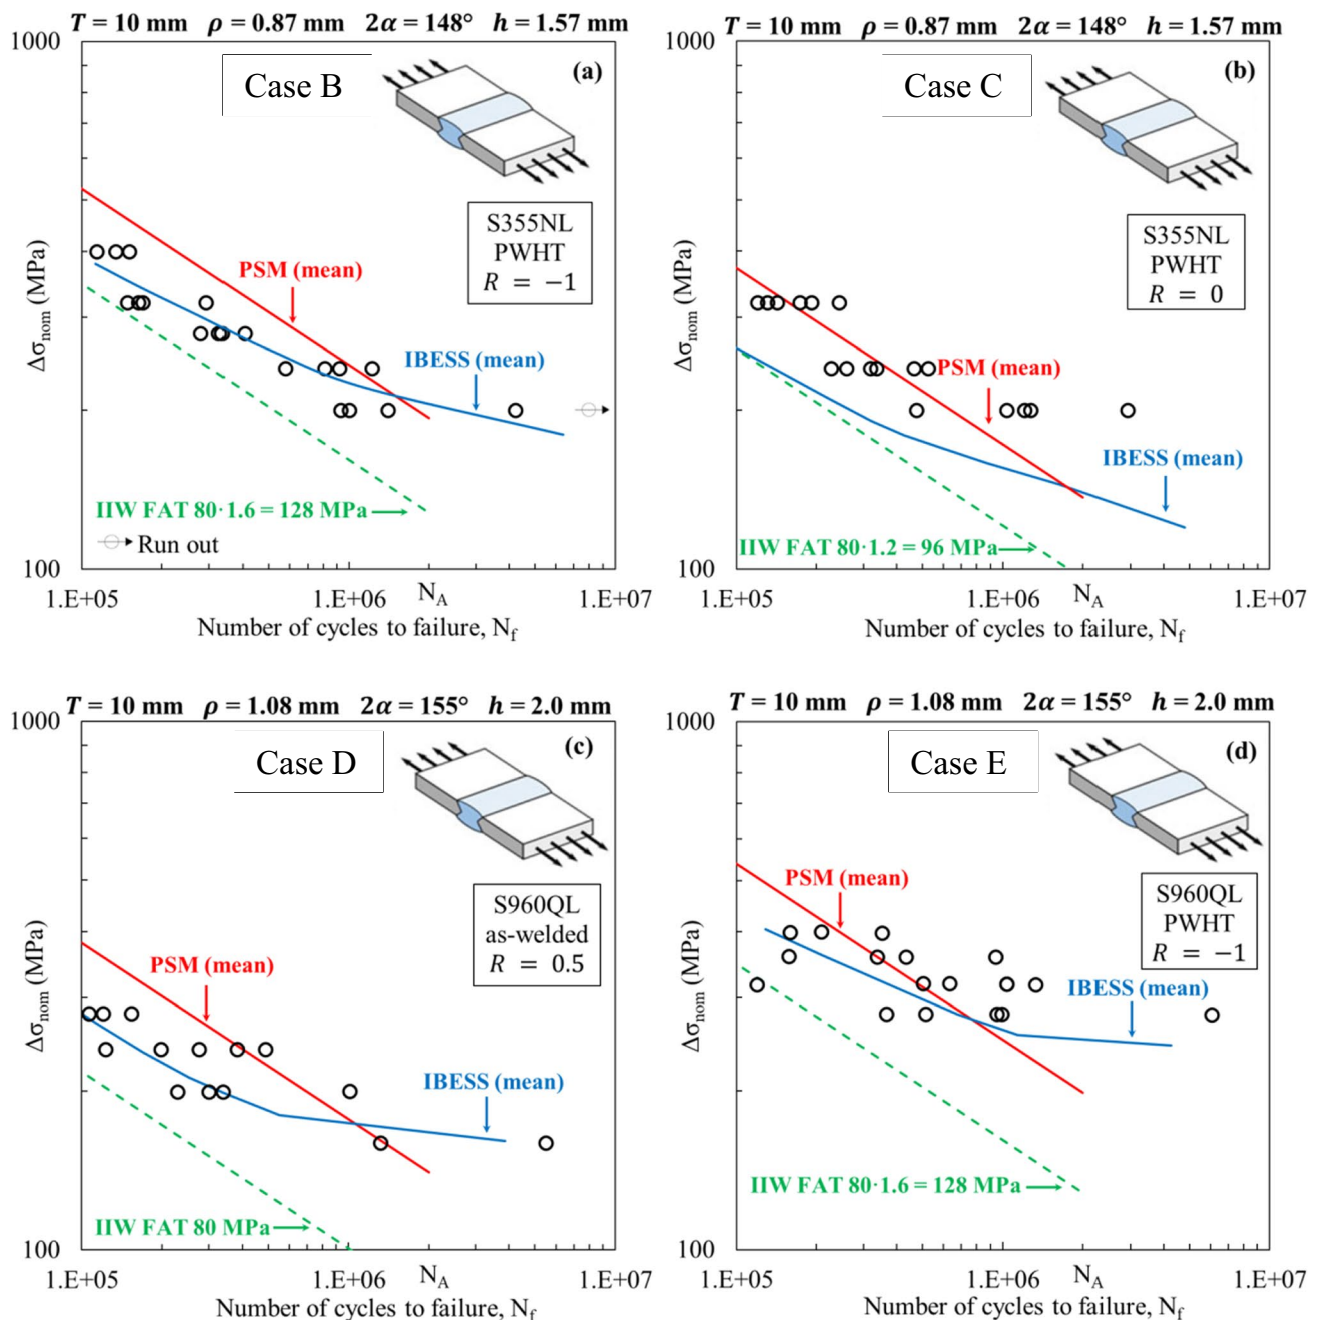 T = 10 mm ρ = 0.87 mm 2α = 148° h = 1.57 mm
1000
Case B
(a)
S355NL
PWHT
R = −1
PSM (mean)
IBESS (mean)
Δσnom (MPa)
IIW FAT 80·1.6 = 128 MPa
Run out
100
1.E+05
1.E+06
NA
1.E+07
Number of cycles to failure, Nf
T = 10 mm ρ = 0.87 mm 2α = 148° h = 1.57 mm
1000
Case C
(b)
S355NL
PWHT
R = 0
Δσnom (MPa)
PSM (mean)
IBESS (mean)
IIW FAT 80·1.2 = 96 MPa
100
1.E+05
1.E+06
NA
1.E+07
Number of cycles to failure, Nf
T = 10 mm ρ = 1.08 mm 2α = 155° h = 2.0 mm
1000
Case D
(c)
S960QL
as-welded
R = 0.5
PSM (mean)
Δσnom (MPa)
IBESS (mean)
IIW FAT 80 MPa
100
1.E+05
1.E+06
NA
1.E+07
Number of cycles to failure, Nf
T = 10 mm ρ = 1.08 mm 2α = 155° h = 2.0 mm
1000
Case E
(d)
PSM (mean)
S960QL
PWHT
R = −1
Δσnom (MPa)
IBESS (mean)
IIW FAT 80·1.6 = 128 MPa
100
1.E+05
1.E+06
NA
1.E+07
Number of cycles to failure, Nf